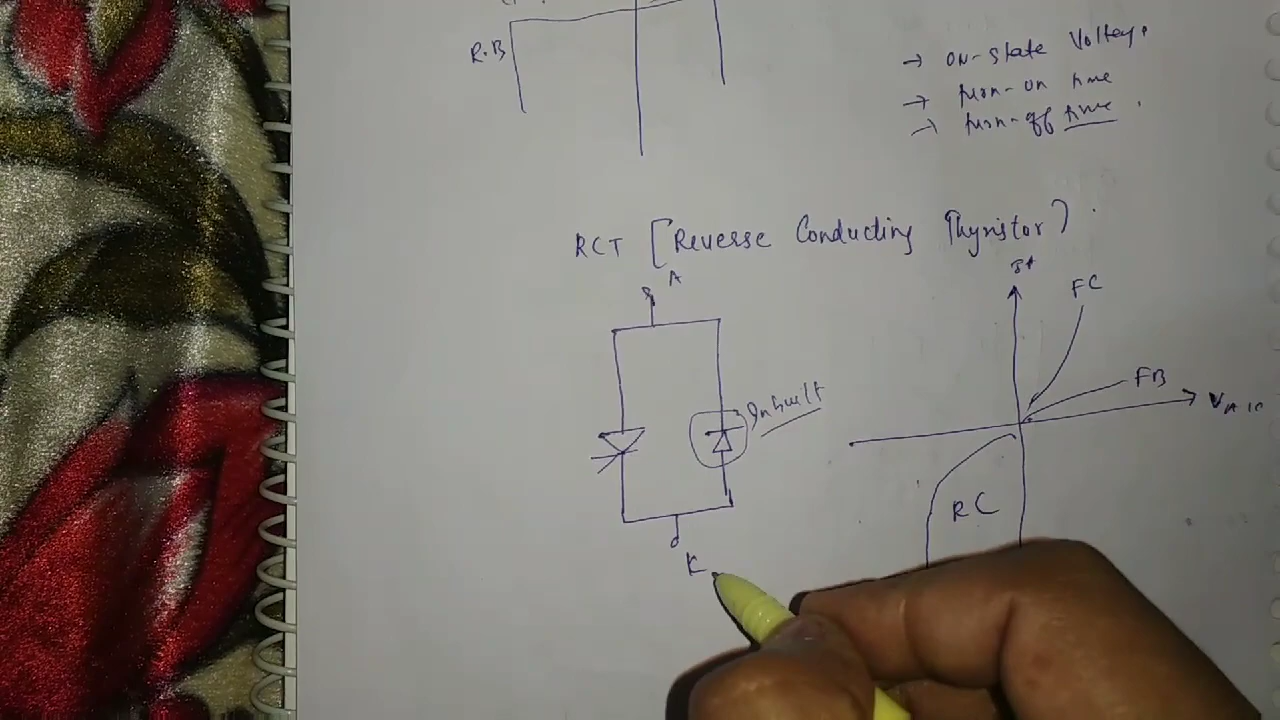 R.B
→ ON-state Voltage.
→ turn-on time
→ turn-off time.
RCT [Reverse Conducting Thyristor]
A
FC
FB
Inbuilt
RC
K